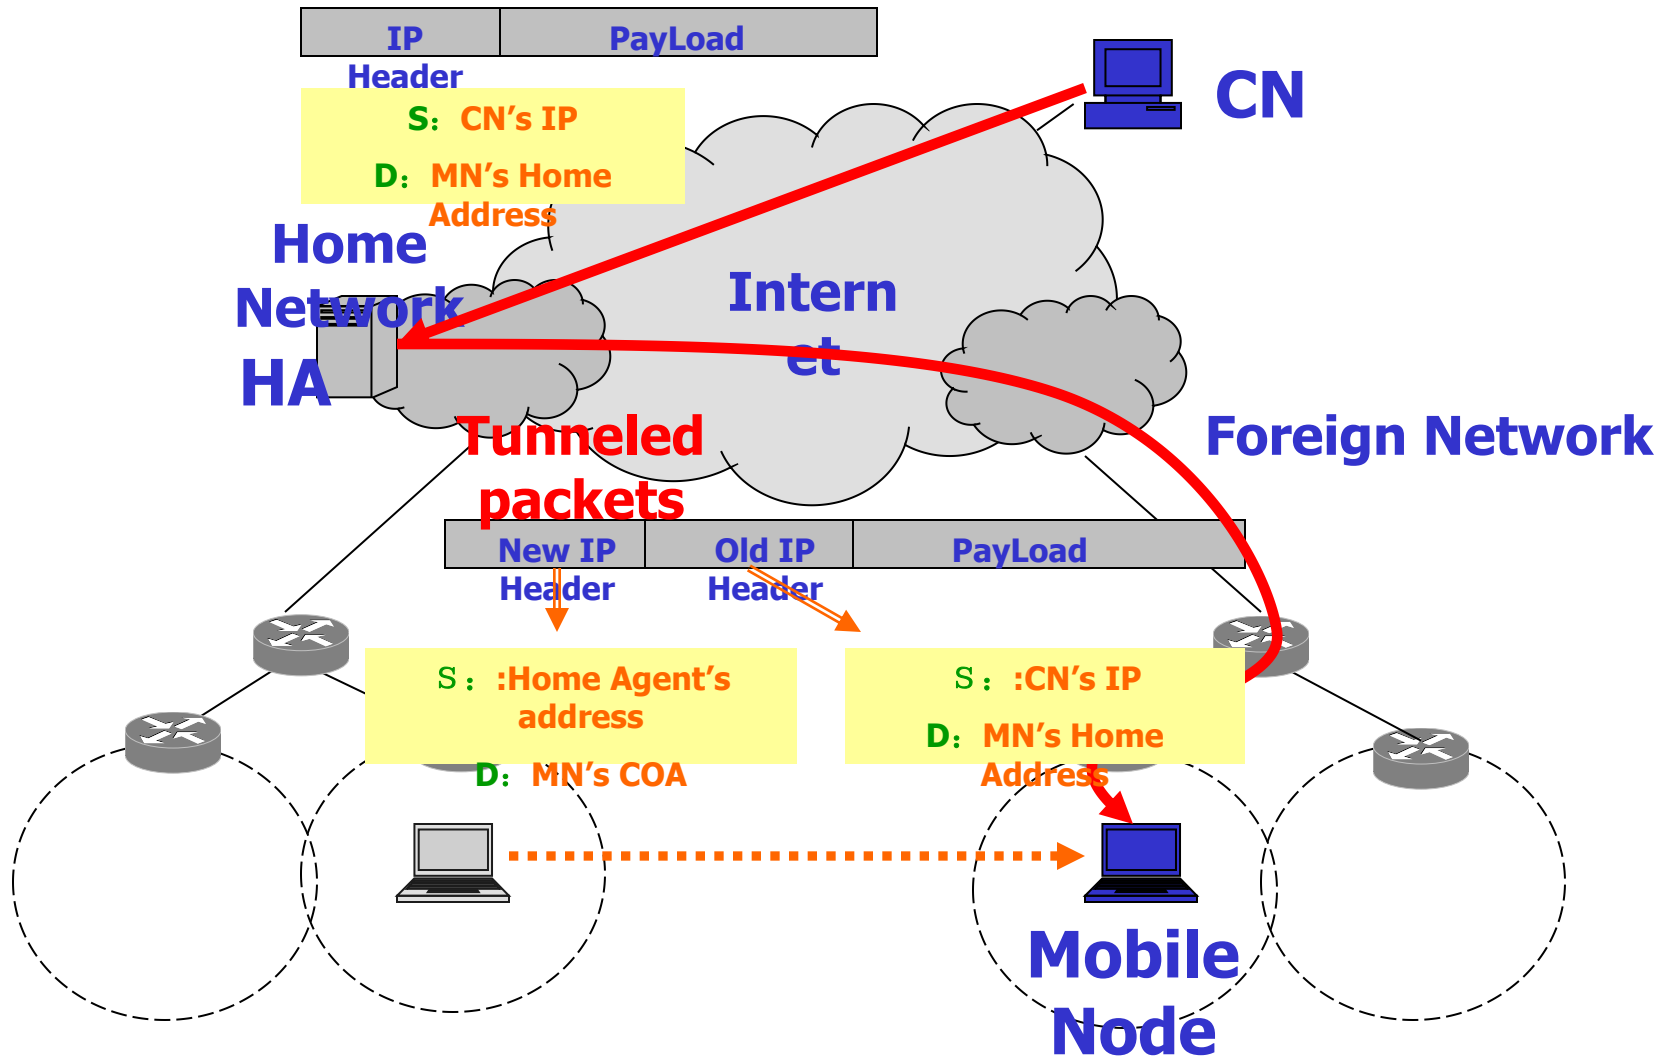 IP
Header
PayLoad
S：CN’s IP
D：MN’s Home
Address
CN
Home
Network
HA
Intern
et
Tunneled
packets
Foreign Network
New IP
Header
Old IP
Header
PayLoad
S：:Home Agent’s
address
D：MN’s COA
S：:CN’s IP
D：MN’s Home
Address
Mobile
Node